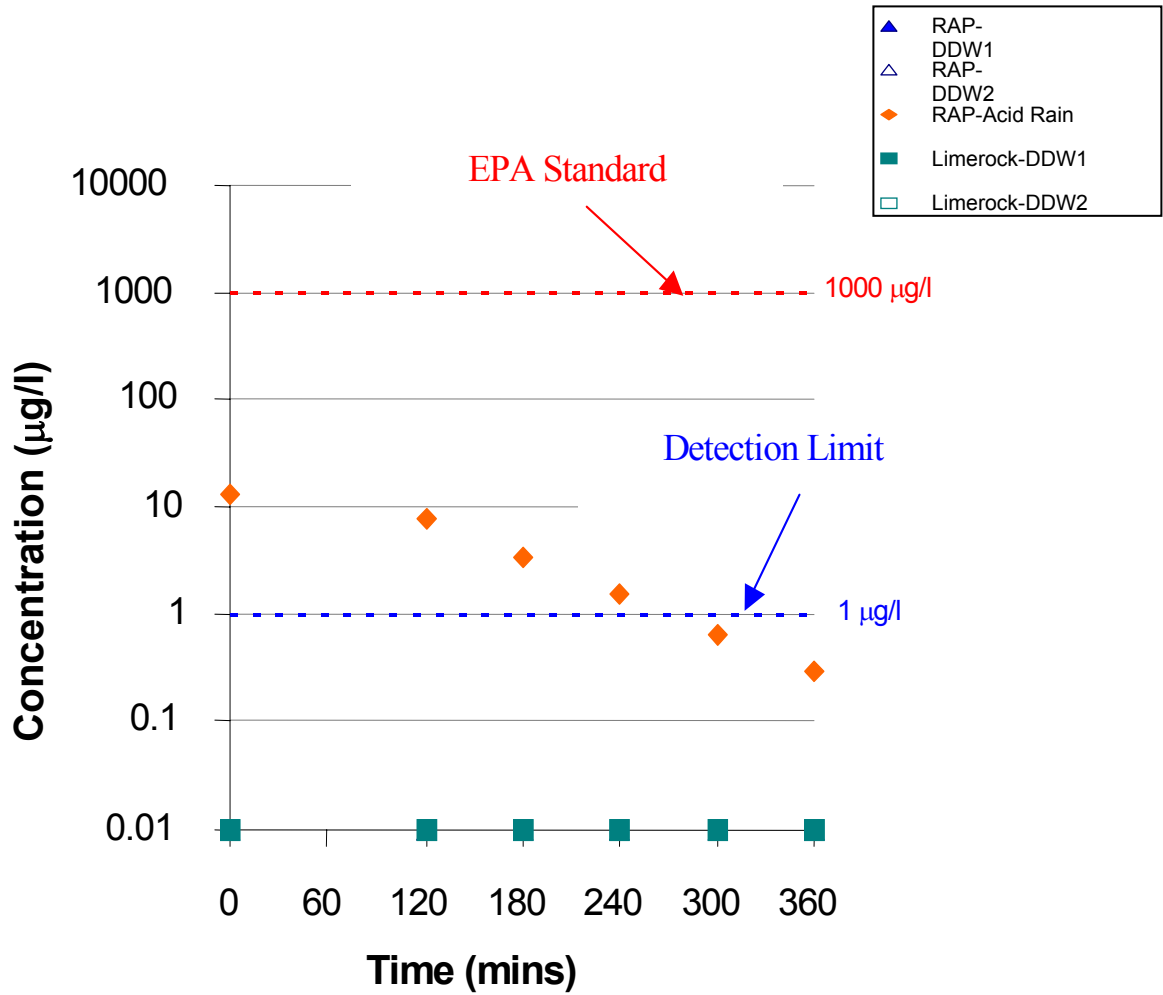 RAP-
DDW1
RAP-
DDW2
RAP-Acid Rain
Limerock-DDW1
Limerock-DDW2
EPA Standard
10000
1000
1000 μg/l
100
Detection Limit
10
1
1 μg/l
0.1
0.01
Concentration (μg/l)
0 60 120 180 240 300 360
Time (mins)